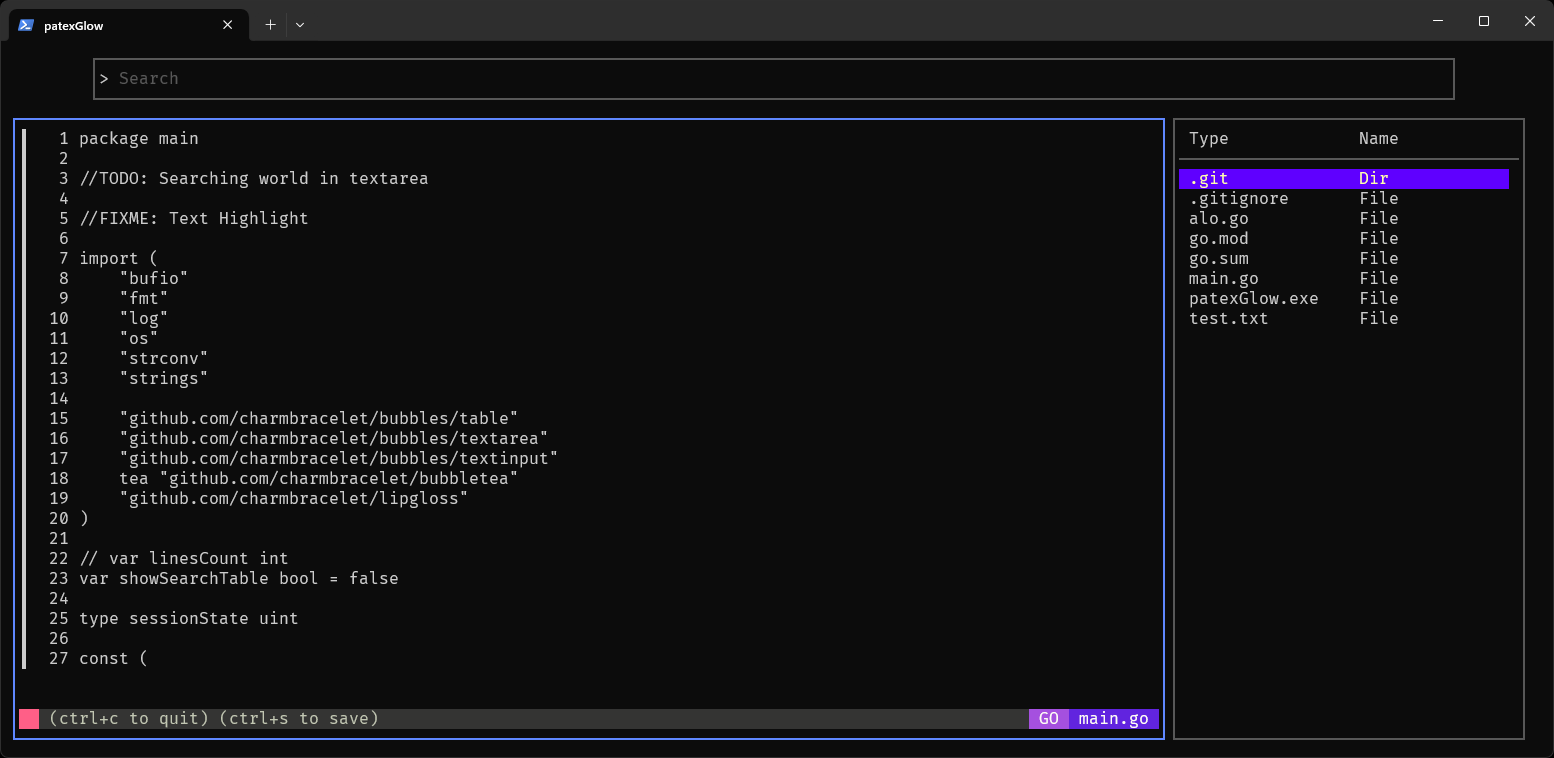 patexGlow
> Search
1 package main
2
3 //TODO: Searching world in textarea
4
5 //FIXME: Text Highlight
6
7 import (
8     "bufio"
9     "fmt"
10     "log"
11     "os"
12     "strconv"
13     "strings"
14
15     "github.com/charmbracelet/bubbles/table"
16     "github.com/charmbracelet/bubbles/textarea"
17     "github.com/charmbracelet/bubbles/textinput"
18     tea "github.com/charmbracelet/bubbletea"
19     "github.com/charmbracelet/lipgloss"
20 )
21
22 // var linesCount int
23 var showSearchTable bool = false
24
25 type sessionState uint
26
27 const (
(ctrl+c to quit) (ctrl+s to save) GO main.go
Type Name
.git Dir
.gitignore File
alo.go File
go.mod File
go.sum File
main.go File
patexGlow.exe File
test.txt File